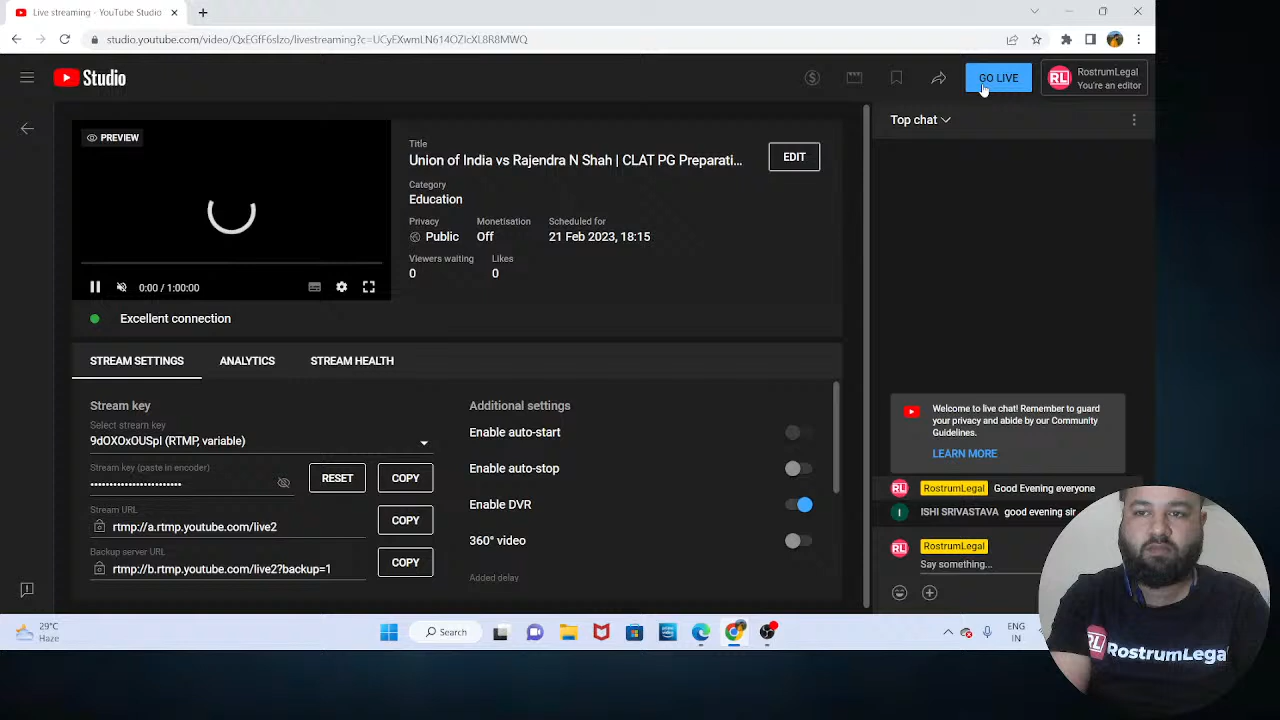 Live streaming - YouTube Studio
studio.youtube.com/video/QxEGfF6slzo/livestreaming?c=UCyEXwmLN614OZIcXL8R8MWQ
Studio
GO LIVE
RL
RostrumLegal
You're an editor
PREVIEW
0:00 / 1:00:00
Title
Union of India vs Rajendra N Shah | CLAT PG Preparati...
EDIT
Category
Education
Privacy
Monetisation
Scheduled for
Public
Off
21 Feb 2023, 18:15
Viewers waiting
Likes
0
0
Excellent connection
STREAM SETTINGS
ANALYTICS
STREAM HEALTH
Stream key
Select stream key
9dOXOxOUSpI (RTMP, variable)
Stream key (paste in encoder)
••••••••••••••••••••••••
RESET
COPY
Stream URL
rtmp://a.rtmp.youtube.com/live2
COPY
Backup server URL
rtmp://b.rtmp.youtube.com/live2?backup=1
COPY
Additional settings
Enable auto-start
Enable auto-stop
Enable DVR
360° video
Added delay
Top chat
Welcome to live chat! Remember to guard
your privacy and abide by our Community
Guidelines.
LEARN MORE
RL
RostrumLegal Good Evening everyone
I
ISHI SRIVASTAVA good evening sir
RL
RostrumLegal
Say something...
29°C
Haze
Search
ENG
IN
RL RostrumLegal